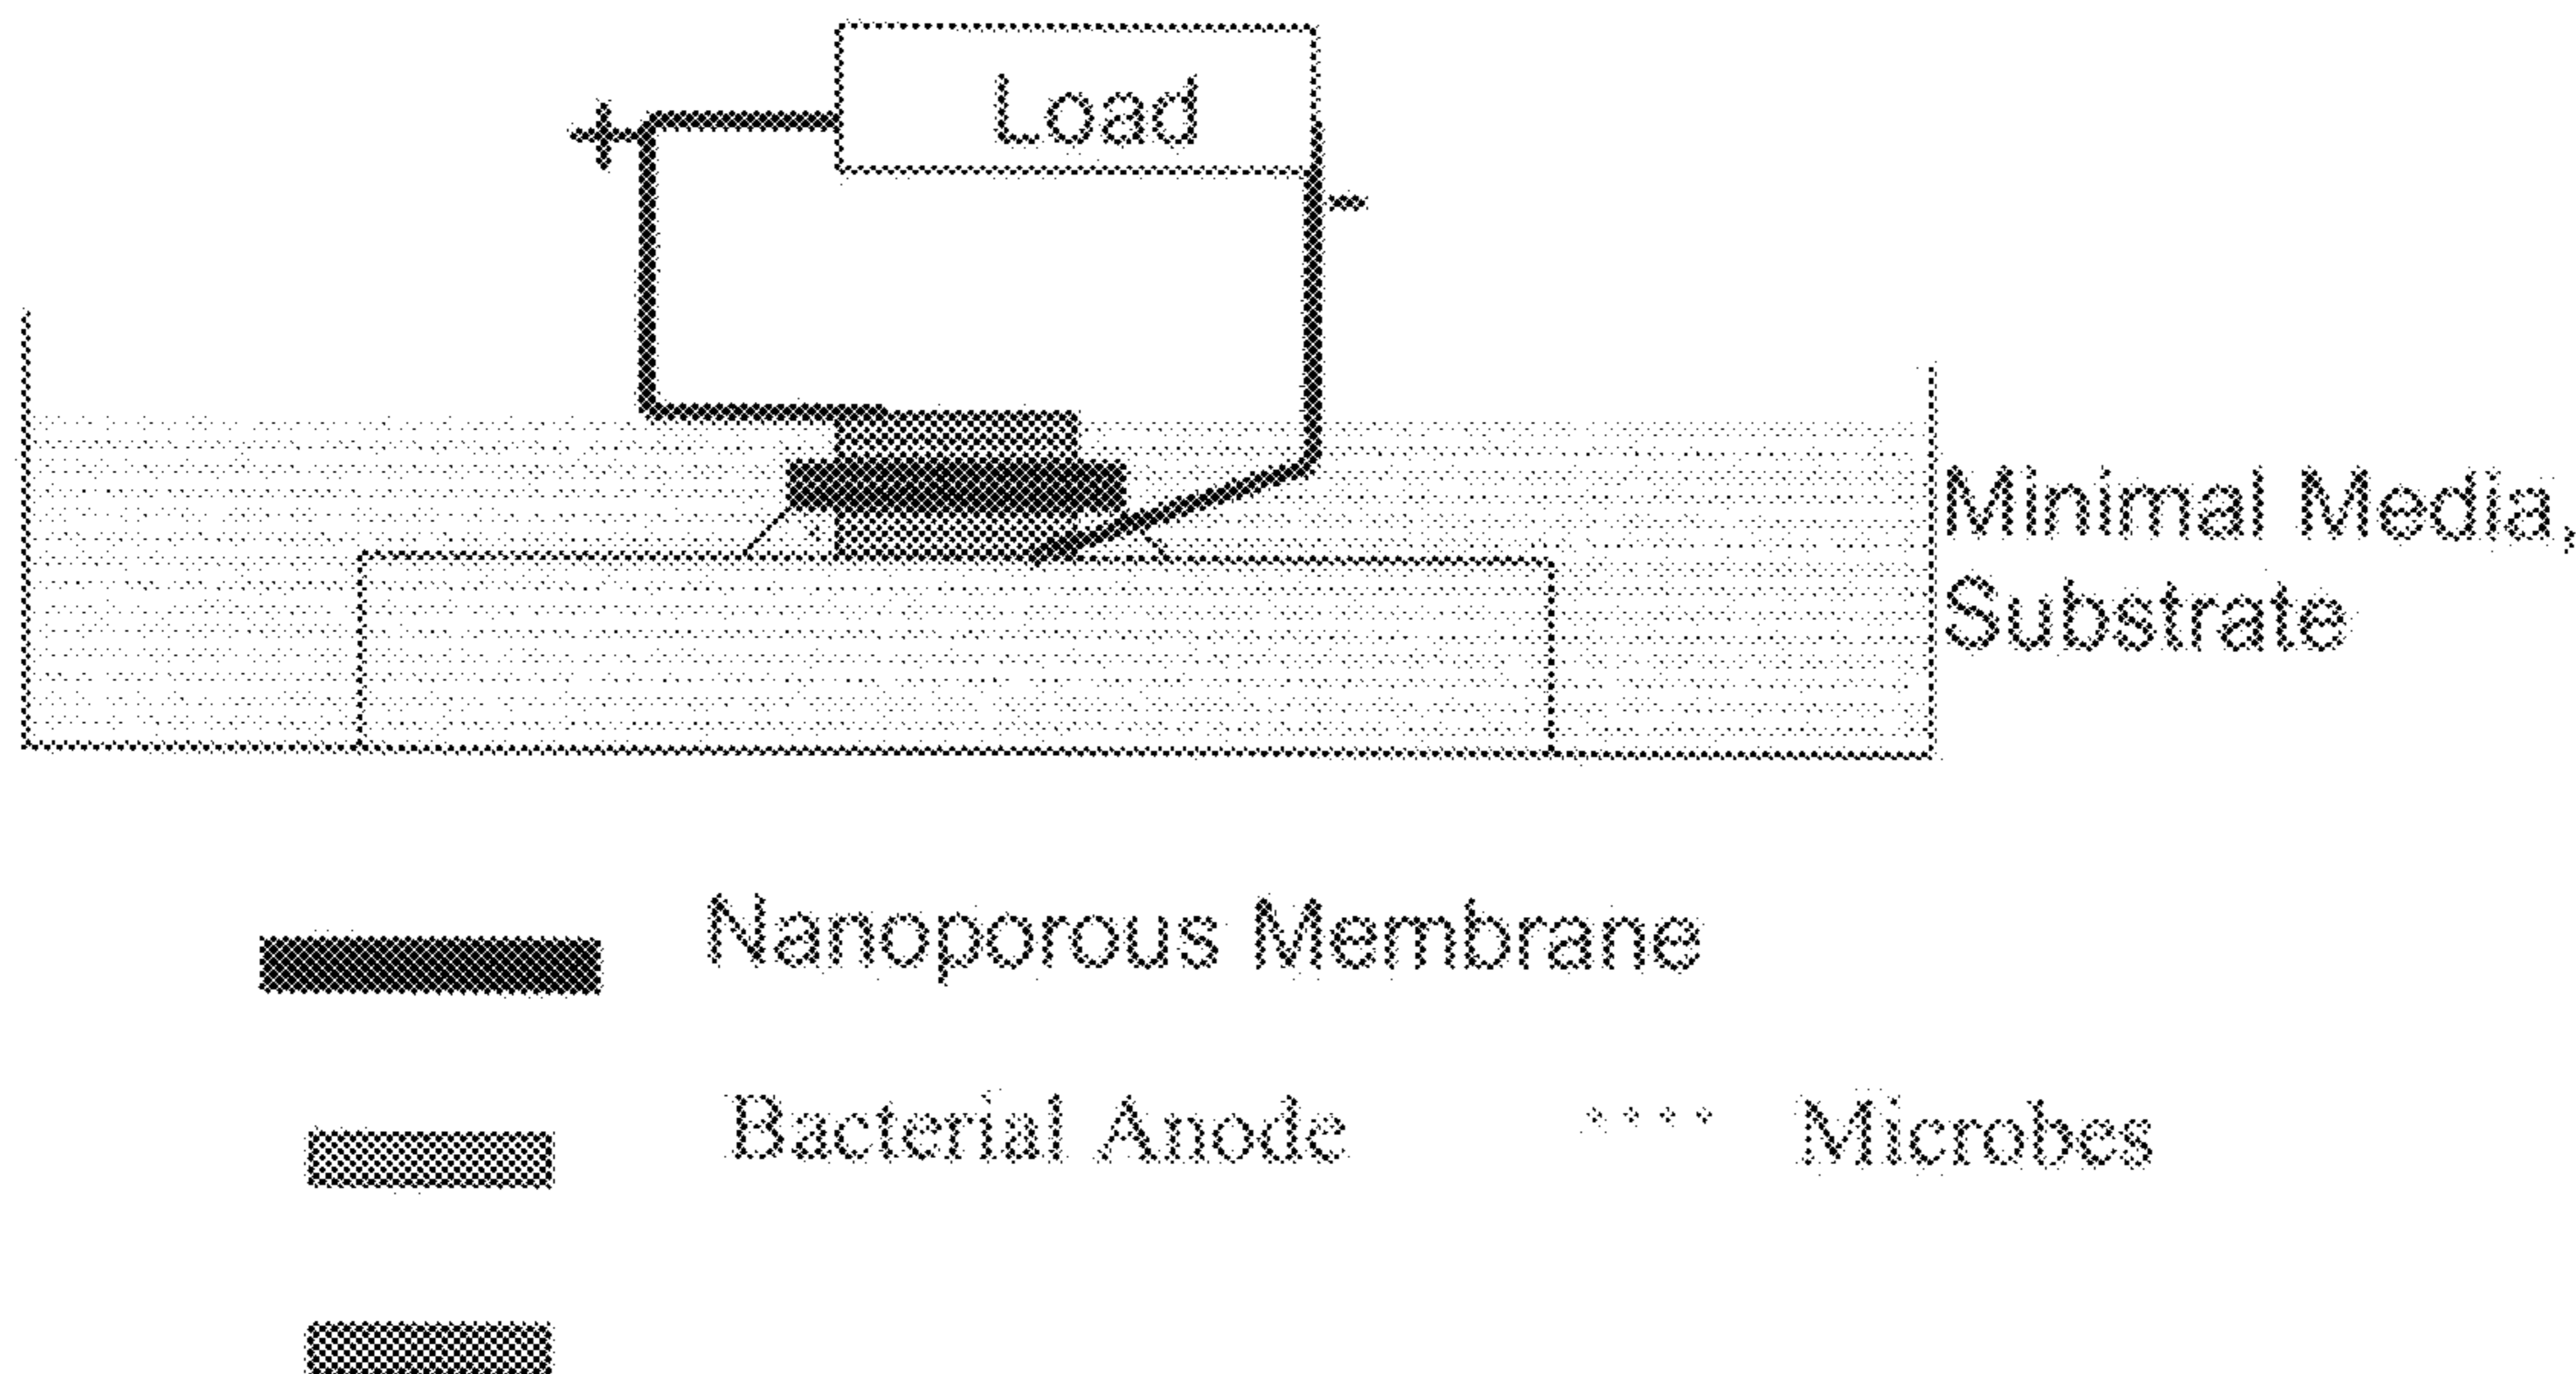 Load
+
-
Minimal Media,
Substrate
Nanoporous Membrane
Bacterial Anode
Microbes